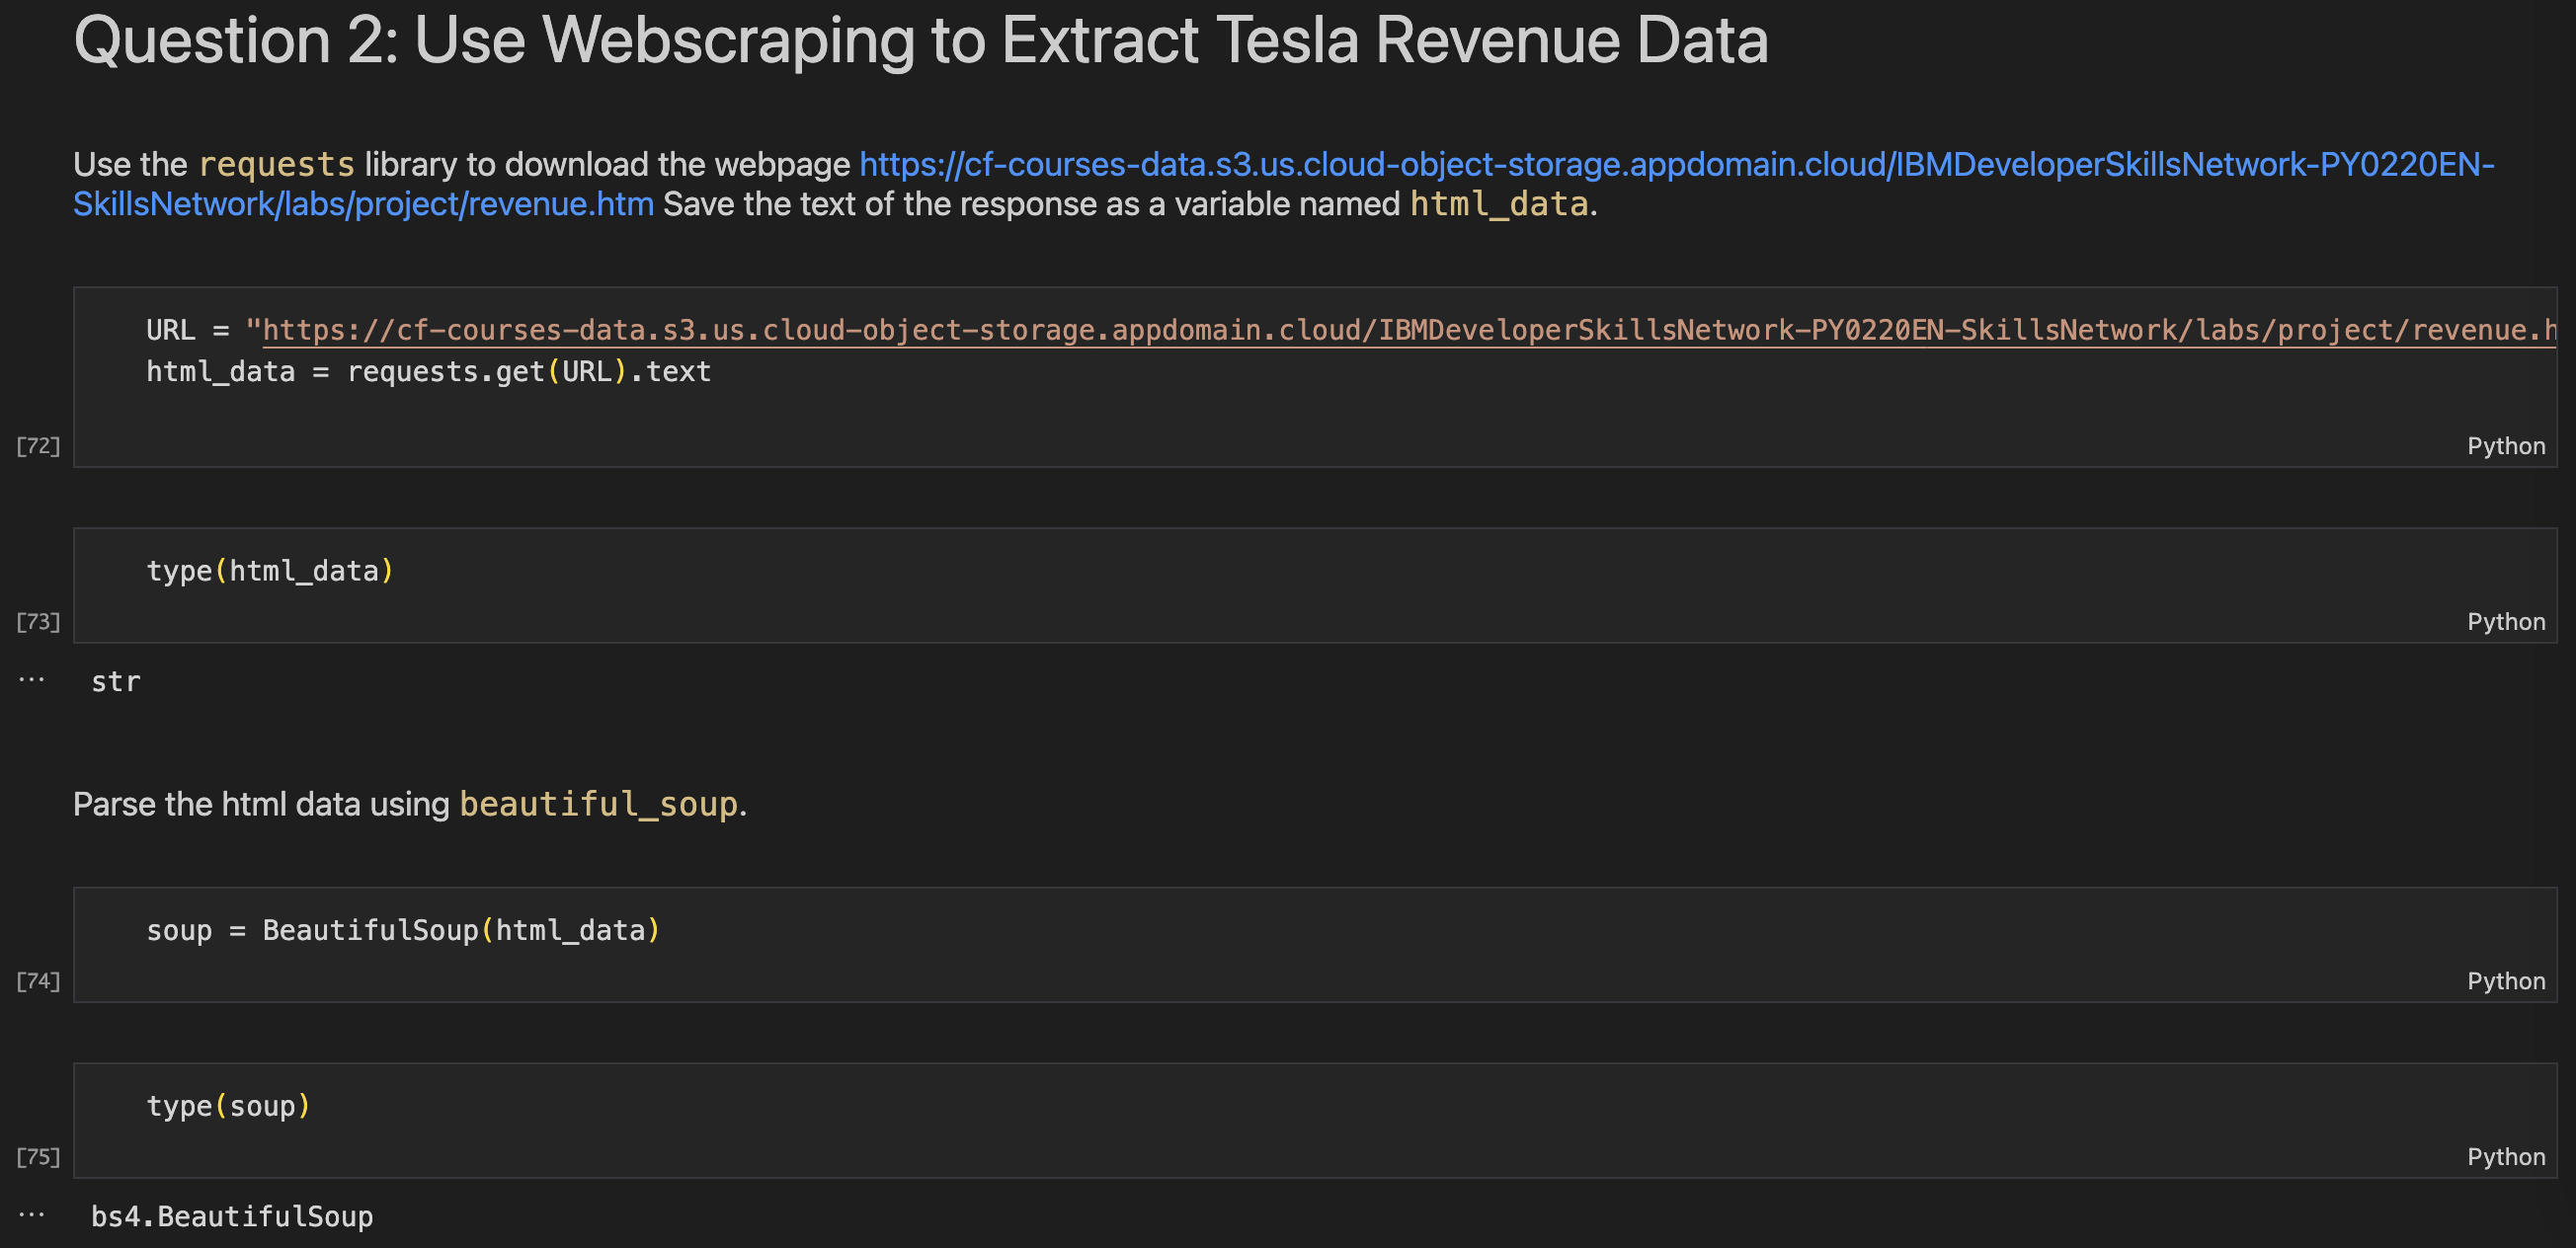 Question 2: Use Webscraping to Extract Tesla Revenue Data
Use the requests library to download the webpage https://cf-courses-data.s3.us.cloud-object-storage.appdomain.cloud/IBMDeveloperSkillsNetwork-PY0220EN-
SkillsNetwork/labs/project/revenue.htm Save the text of the response as a variable named html_data.
URL = "https://cf-courses-data.s3.us.cloud-object-storage.appdomain.cloud/IBMDeveloperSkillsNetwork-PY0220EN-SkillsNetwork/labs/project/revenue.h
html_data = requests.get(URL).text
[72] Python
type(html_data)
[73] Python
... str
Parse the html data using beautiful_soup.
soup = BeautifulSoup(html_data)
[74] Python
type(soup)
[75] Python
... bs4.BeautifulSoup